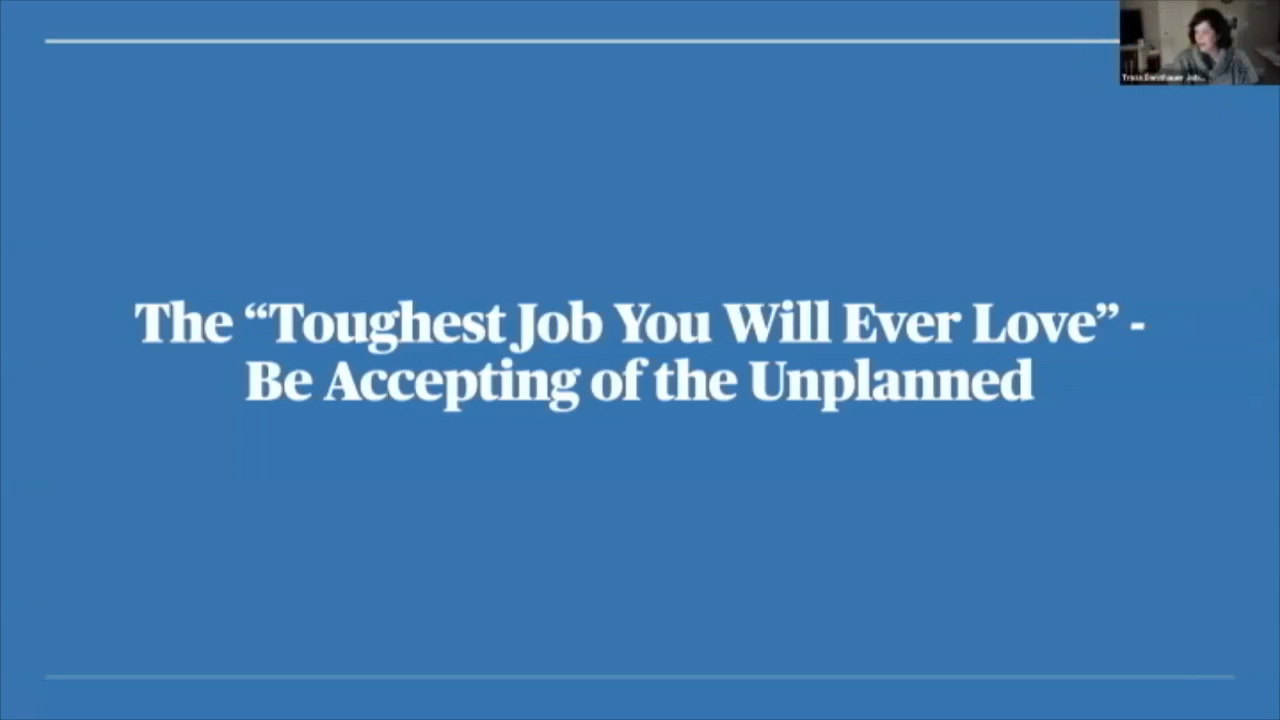 The “Toughest Job You Will Ever Love” -
Be Accepting of the Unplanned